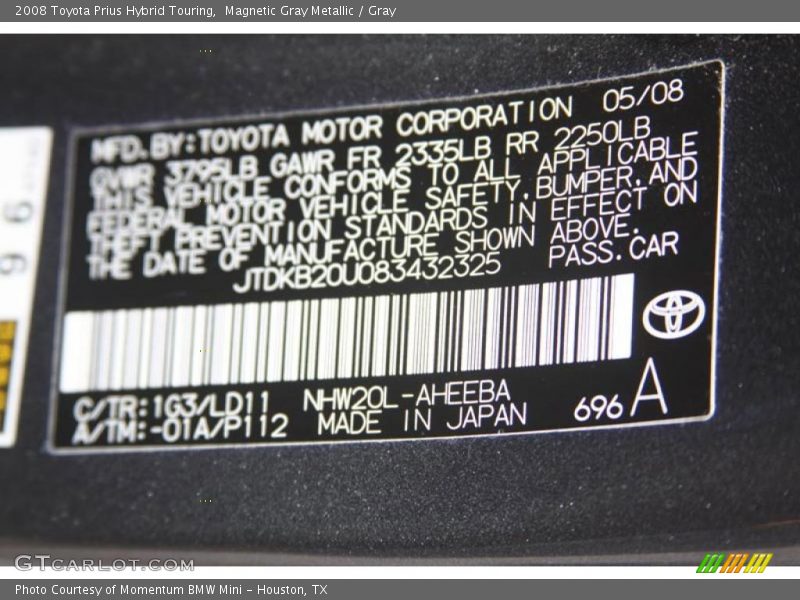 2008 Toyota Prius Hybrid Touring,  Magnetic Gray Metallic / Gray
MFD.BY:TOYOTA MOTOR CORPORATION 05/08
GVWR 3795LB GAWR FR 2335LB RR 2250LB
THIS VEHICLE CONFORMS TO ALL APPLICABLE
FEDERAL MOTOR VEHICLE SAFETY,BUMPER,AND
THEFT PREVENTION STANDARDS IN EFFECT ON
THE DATE OF MANUFACTURE SHOWN ABOVE.
JTDKB20U083432325 PASS.CAR
C/TR:1G3/LD11 NHW20L-AHEEBA
A/TM:-01A/P112 MADE IN JAPAN 696 A
96
GTCARLOT.COM
Photo Courtesy of Momentum BMW Mini - Houston, TX